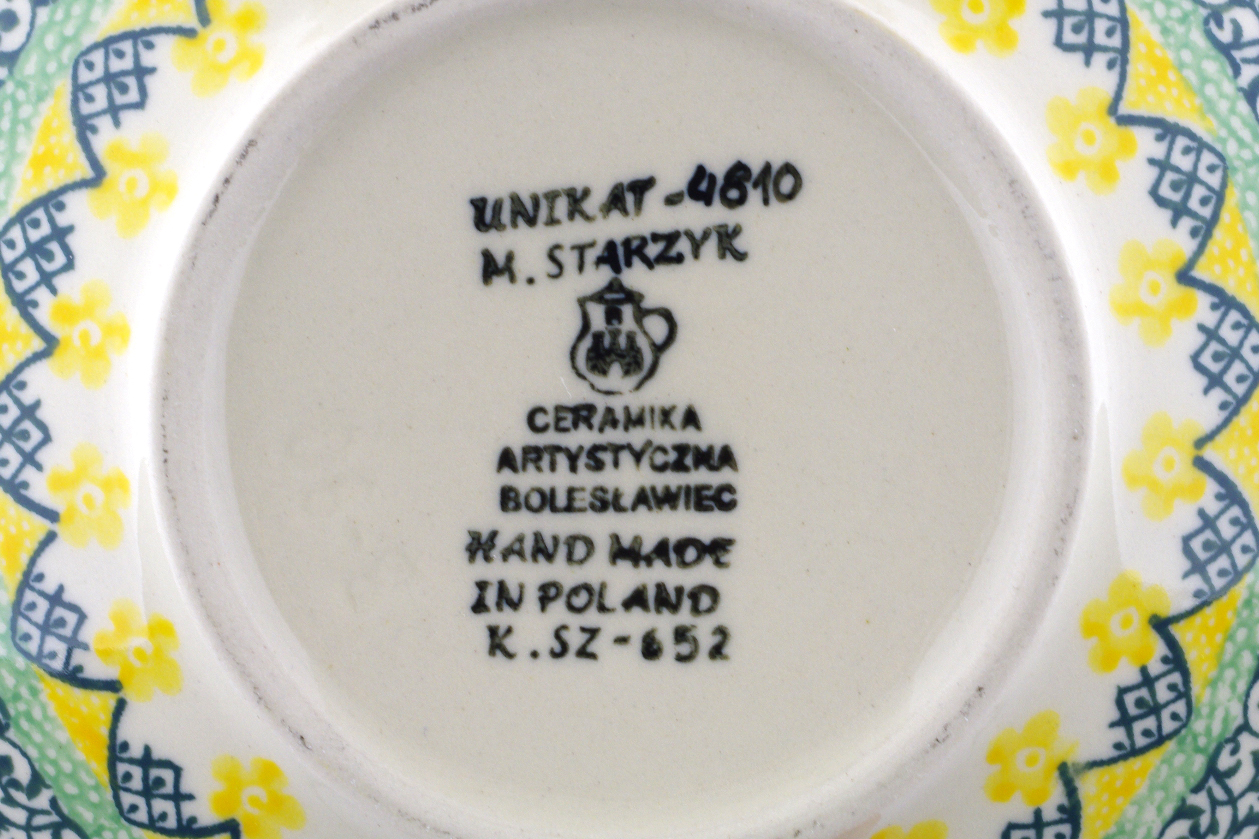 UNIKAT-4810
M. STARZYK
CERAMIKA
ARTYSTYCZNA
BOLESŁAWIEC
HAND MADE
IN POLAND
K.SZ-652